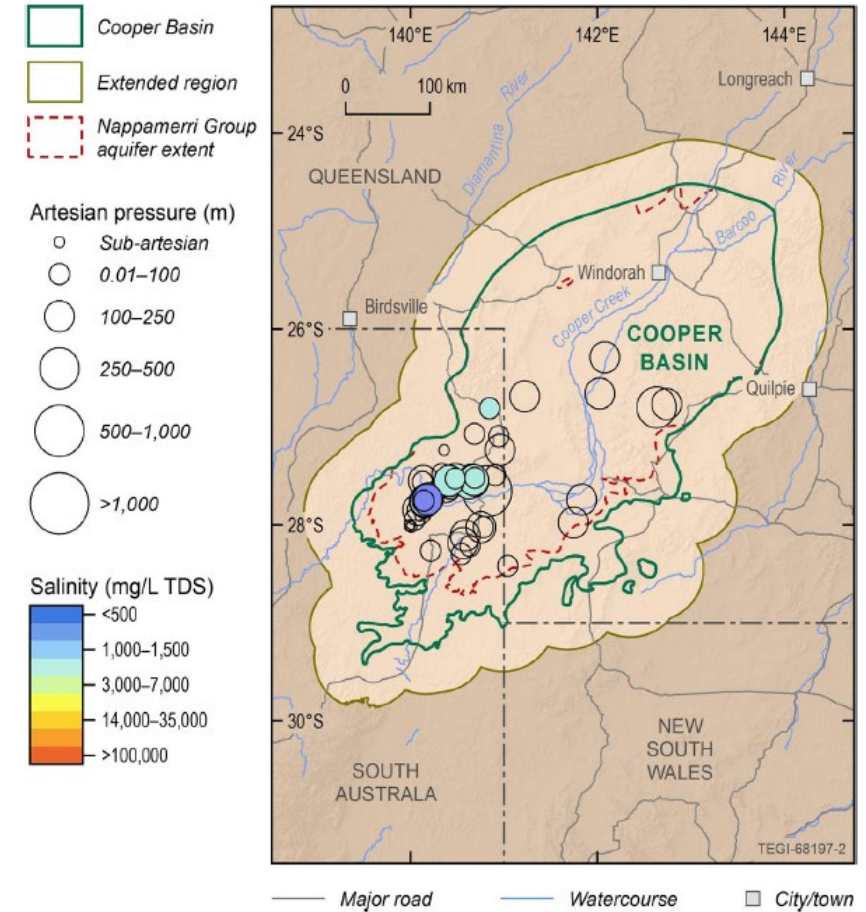 Cooper Basin
Extended region
Nappamerri Group
aquifer extent
Artesian pressure (m)
Sub-artesian
0.01–100
100–250
250–500
500–1,000
>1,000
Salinity (mg/L TDS)
<500
1,000–1,500
3,000–7,000
14,000–35,000
>100,000
140°E
142°E
144°E
0
100 km
Longreach
River
24°S
Diamantina
QUEENSLAND
River
Barcoo
Windorah
Birdsville
Cooper Creek
26°S
COOPER
BASIN
Quilpie
28°S
30°S
NEW
SOUTH
WALES
SOUTH
AUSTRALA
TEGI-68197-2
Major road
Watercourse
City/town